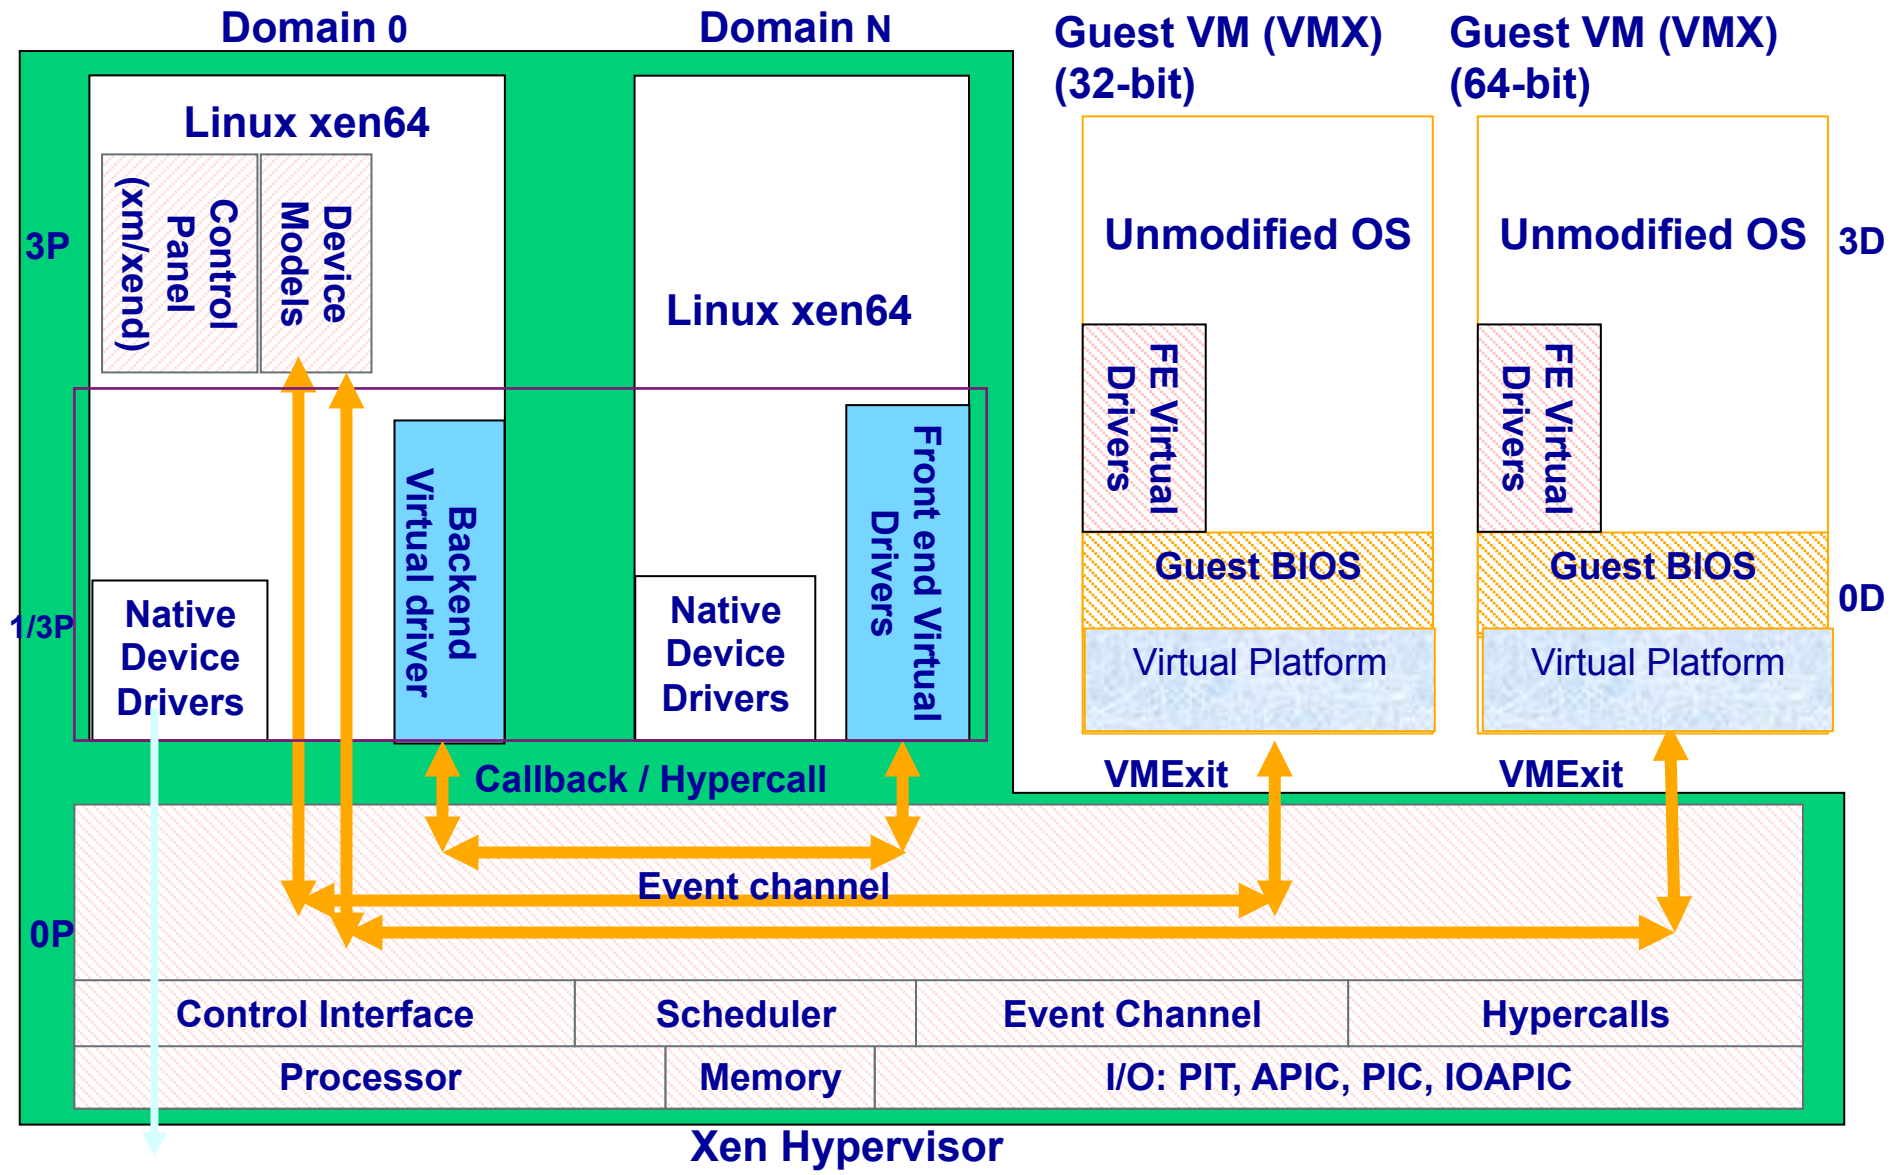 Domain 0
Domain N
Guest VM (VMX)
(32-bit)
Guest VM (VMX)
(64-bit)
Linux xen64
Control
Panel
(xm/xend)
Device
Models
3P
Linux xen64
Unmodified OS
Unmodified OS
3D
FE Virtual
Drivers
FE Virtual
Drivers
Backend
Virtual driver
Front end Virtual
Drivers
Guest BIOS
Guest BIOS
0D
1/3P
Native
Device
Drivers
Native
Device
Drivers
Virtual Platform
Virtual Platform
Callback / Hypercall
VMExit
VMExit
Event channel
0P
Control Interface
Scheduler
Event Channel
Hypercalls
Processor
Memory
I/O: PIT, APIC, PIC, IOAPIC
Xen Hypervisor